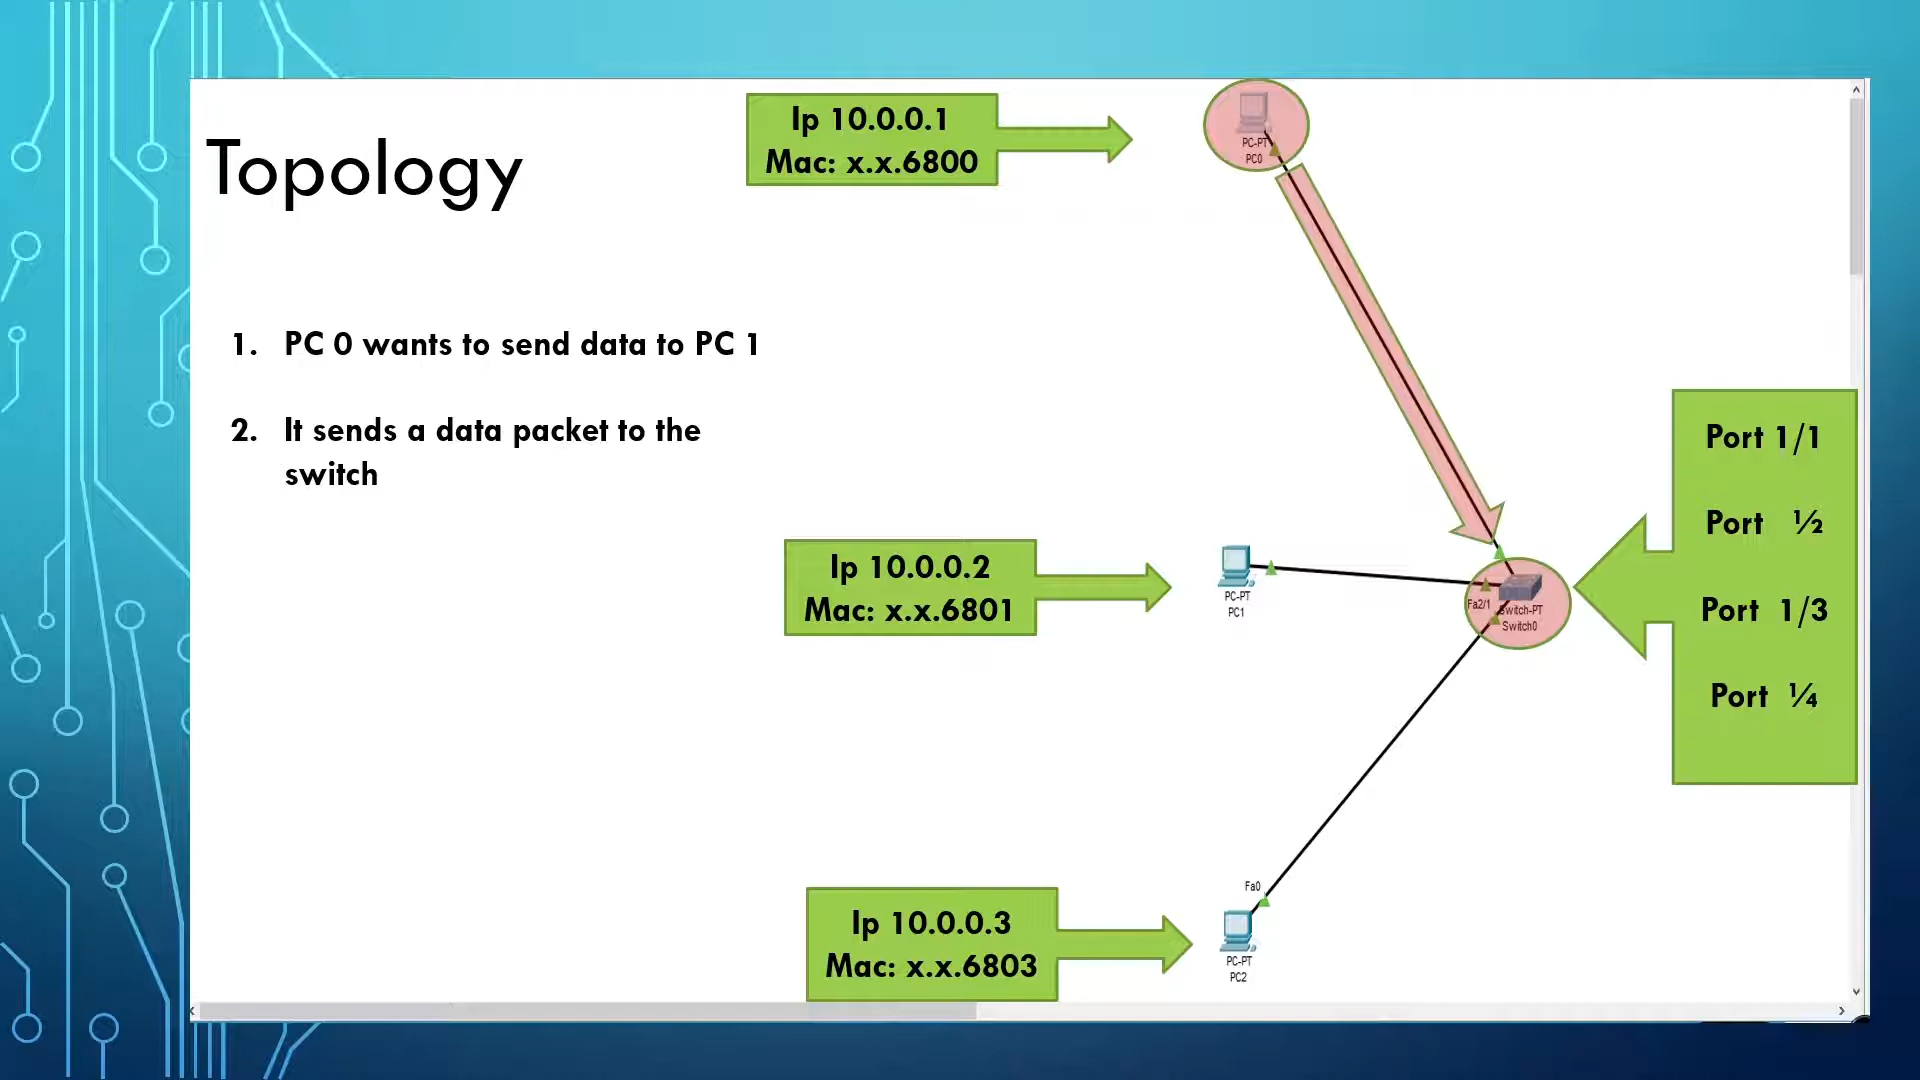 Topology
1. PC 0 wants to send data to PC 1
2. It sends a data packet to the
switch
Ip 10.0.0.1
Mac: x.x.6800
PC-PT
PC0
Ip 10.0.0.2
Mac: x.x.6801
PC-PT
PC1
Fa2/1
Switch-PT
Switch0
Port 1/1
Port ½
Port 1/3
Port ¼
Ip 10.0.0.3
Mac: x.x.6803
Fa0
PC-PT
PC2